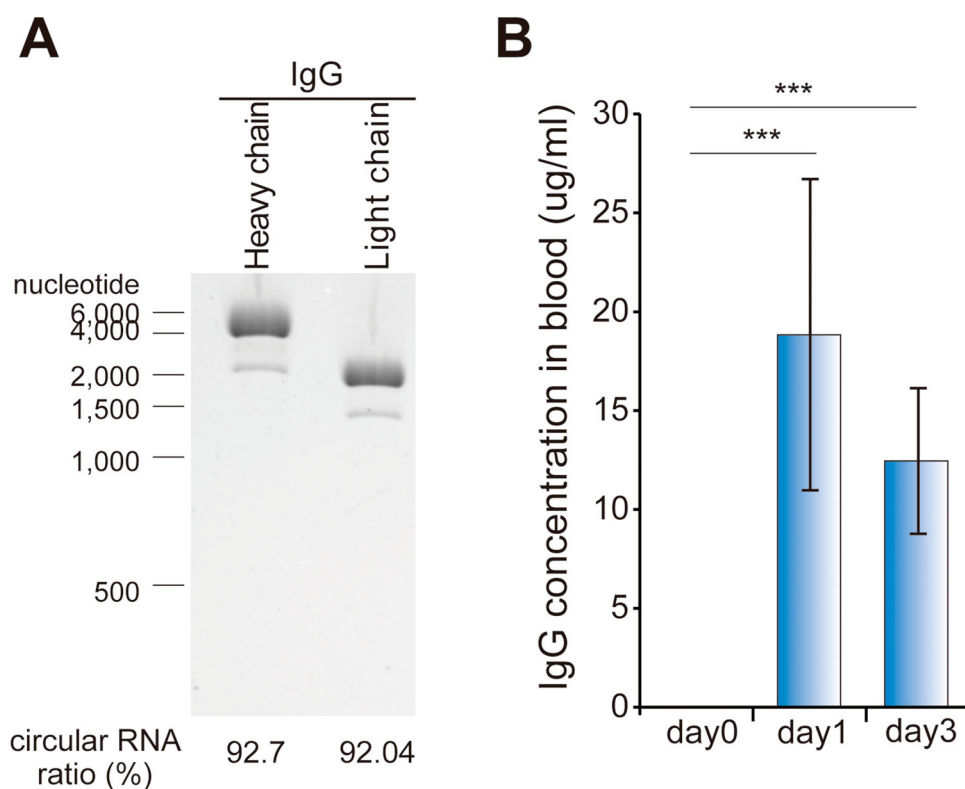 A
IgG
Heavy chain
Light chain
nucleotide
6,000
4,000
2,000
1,500
1,000
500
circular RNA
ratio (%)
92.7
92.04
B
IgG concentration in blood (ug/ml)
30
25
20
15
10
5
0
***
***
day0
day1
day3